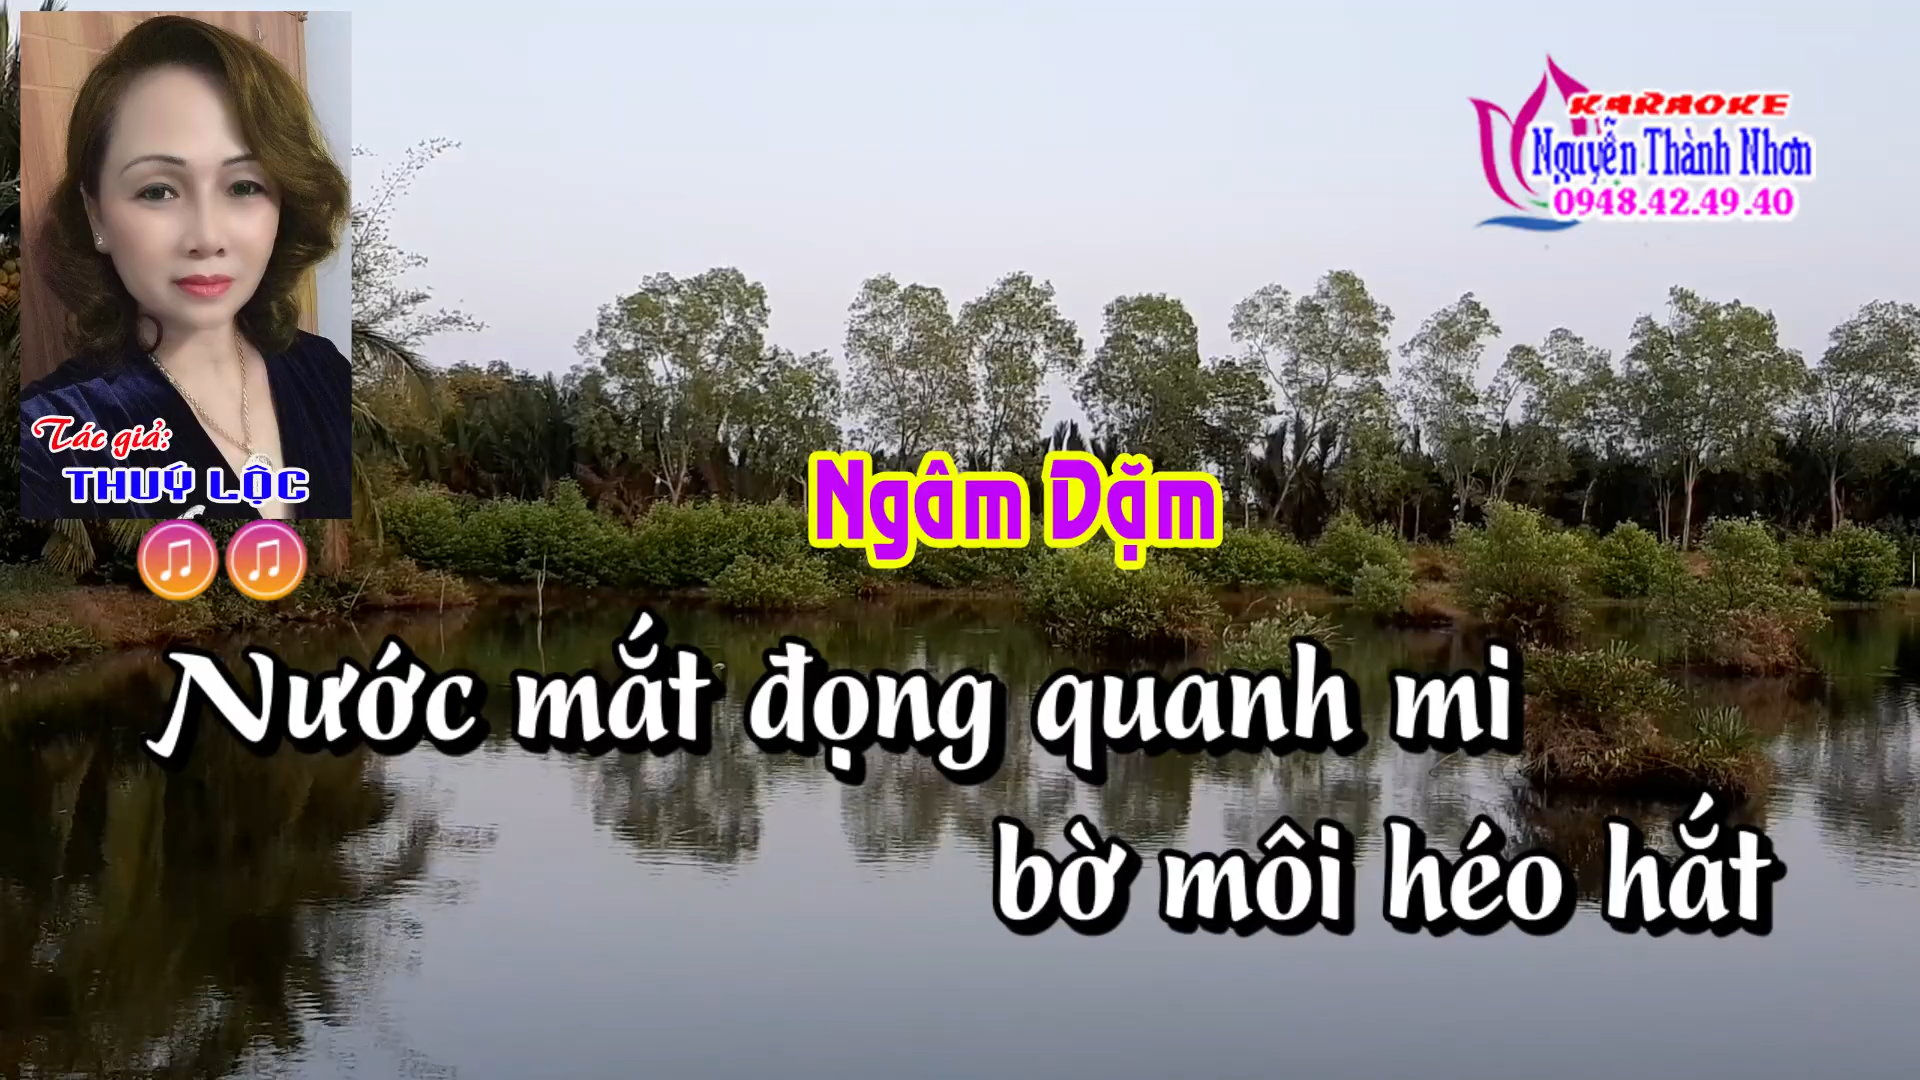 KARAOKE
Nguyễn Thành Nhơn
0948.42.49.40
Tác giả:
THUÝ LỘC
Ngâm Dặm
Nước mắt đọng quanh mi
bờ môi héo hắt